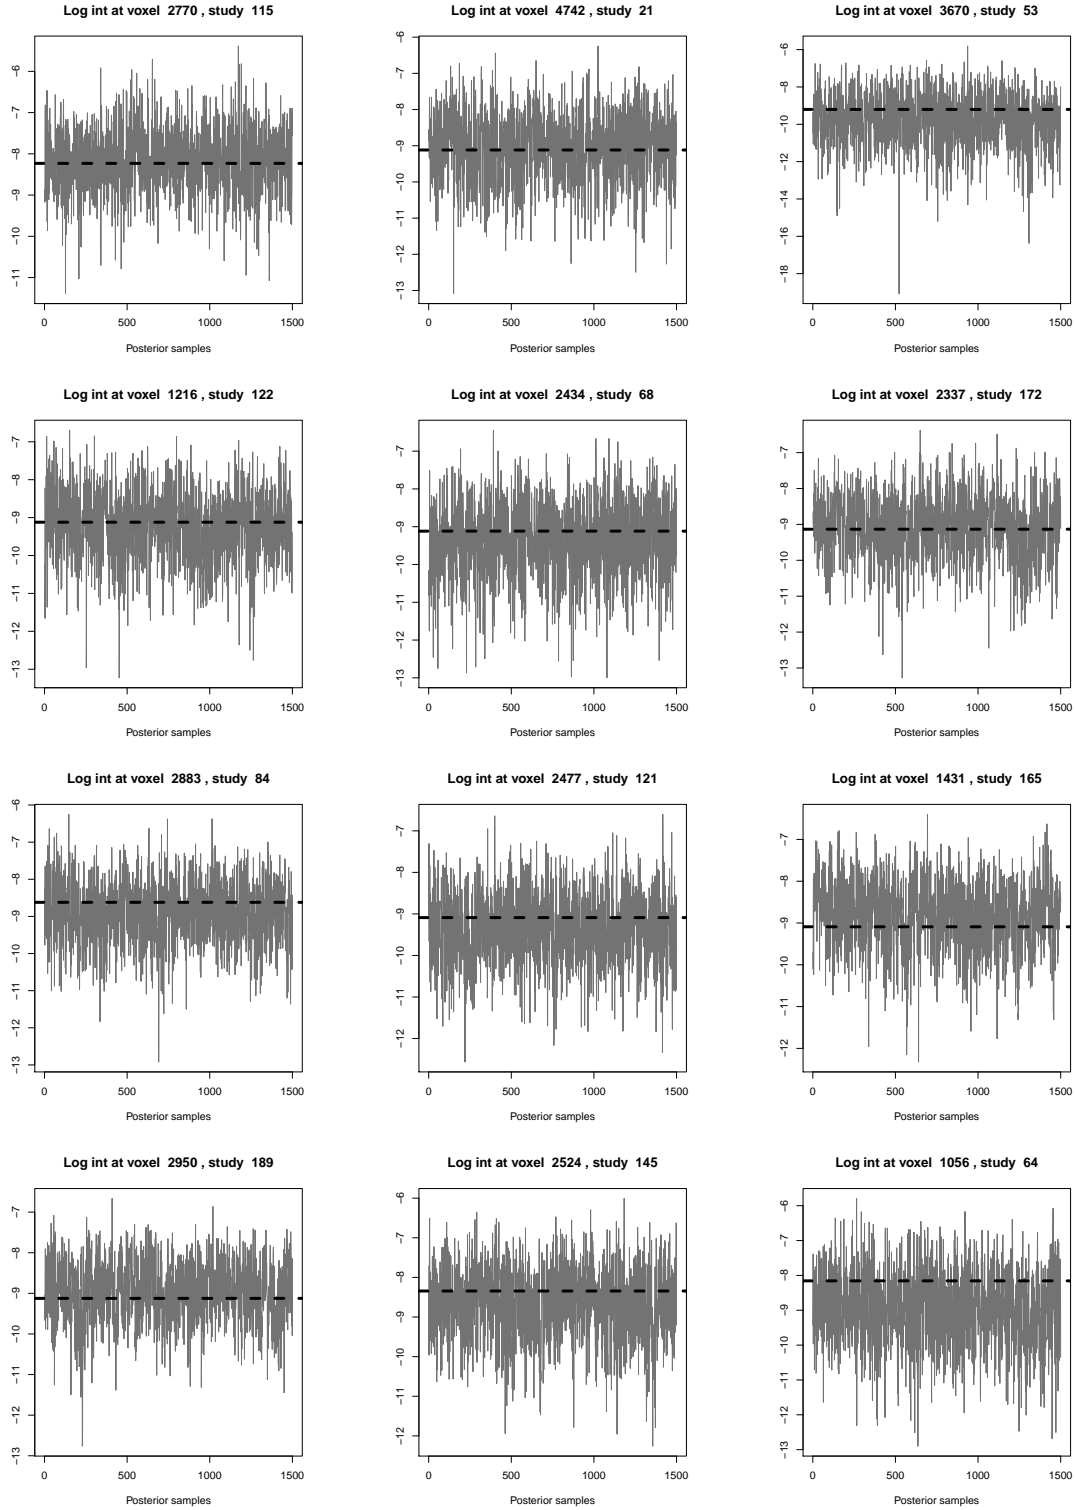 Log int at voxel 2770 , study 115
−6
−7
−8
−9
−10
−11
0 500 1000 1500
Posterior samples
Log int at voxel 4742 , study 21
−6
−7
−8
−9
−10
−11
−12
−13
0 500 1000 1500
Posterior samples
Log int at voxel 3670 , study 53
−6
−8
−10
−12
−14
−16
−18
0 500 1000 1500
Posterior samples
Log int at voxel 1216 , study 122
−7
−8
−9
−10
−11
−12
−13
0 500 1000 1500
Posterior samples
Log int at voxel 2434 , study 68
−7
−8
−9
−10
−11
−12
−13
0 500 1000 1500
Posterior samples
Log int at voxel 2337 , study 172
−7
−8
−9
−10
−11
−12
−13
0 500 1000 1500
Posterior samples
Log int at voxel 2883 , study 84
−6
−7
−8
−9
−10
−11
−12
−13
0 500 1000 1500
Posterior samples
Log int at voxel 2477 , study 121
−7
−8
−9
−10
−11
−12
0 500 1000 1500
Posterior samples
Log int at voxel 1431 , study 165
−7
−8
−9
−10
−11
−12
0 500 1000 1500
Posterior samples
Log int at voxel 2950 , study 189
−7
−8
−9
−10
−11
−12
−13
0 500 1000 1500
Posterior samples
Log int at voxel 2524 , study 145
−6
−7
−8
−9
−10
−11
−12
0 500 1000 1500
Posterior samples
Log int at voxel 1056 , study 64
−6
−7
−8
−9
−10
−11
−12
−13
0 500 1000 1500
Posterior samples